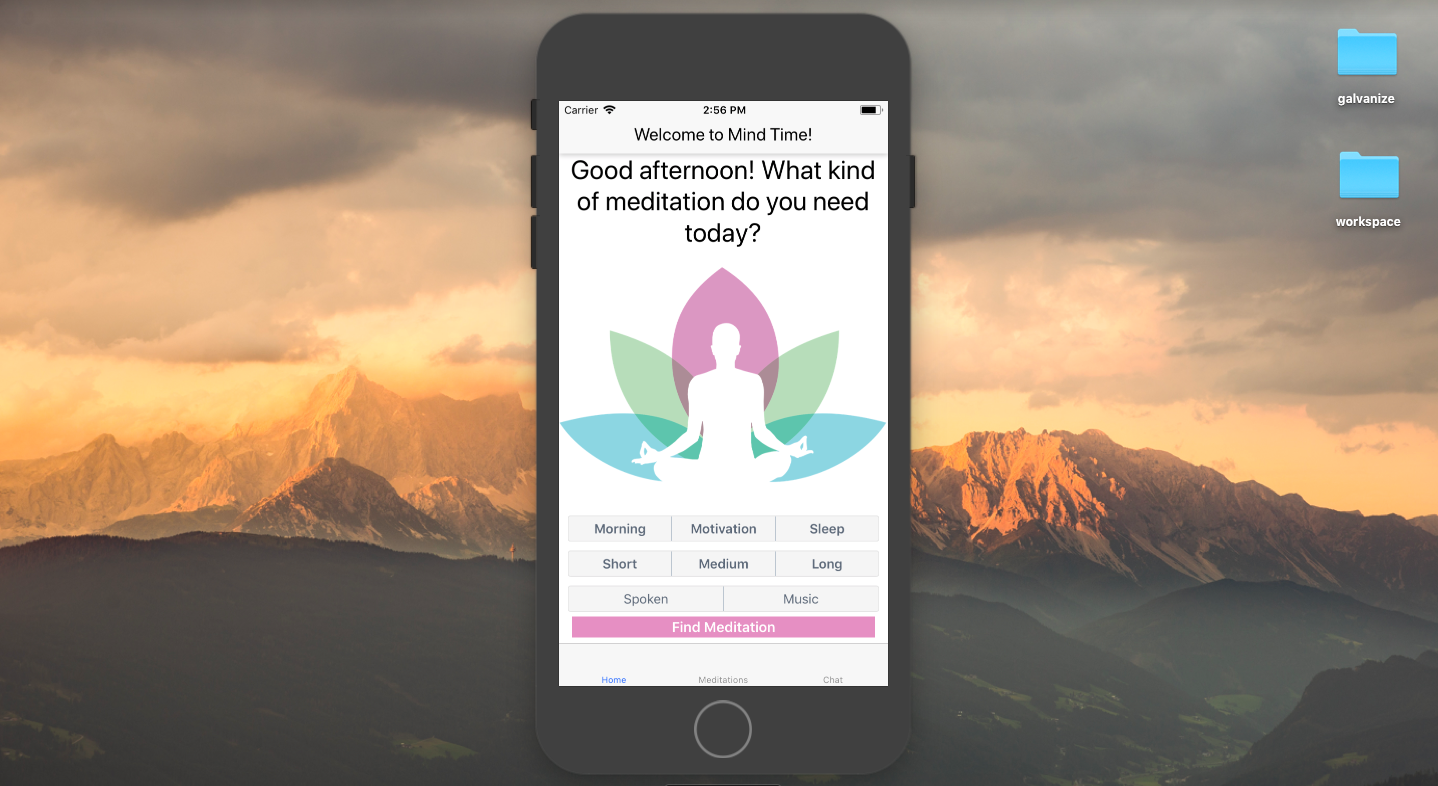 Carrier 2:56 PM
Welcome to Mind Time!
Good afternoon! What kind
of meditation do you need
today?
Morning Motivation Sleep
Short Medium Long
Spoken Music
Find Meditation
Home Meditations Chat
galvanize
workspace